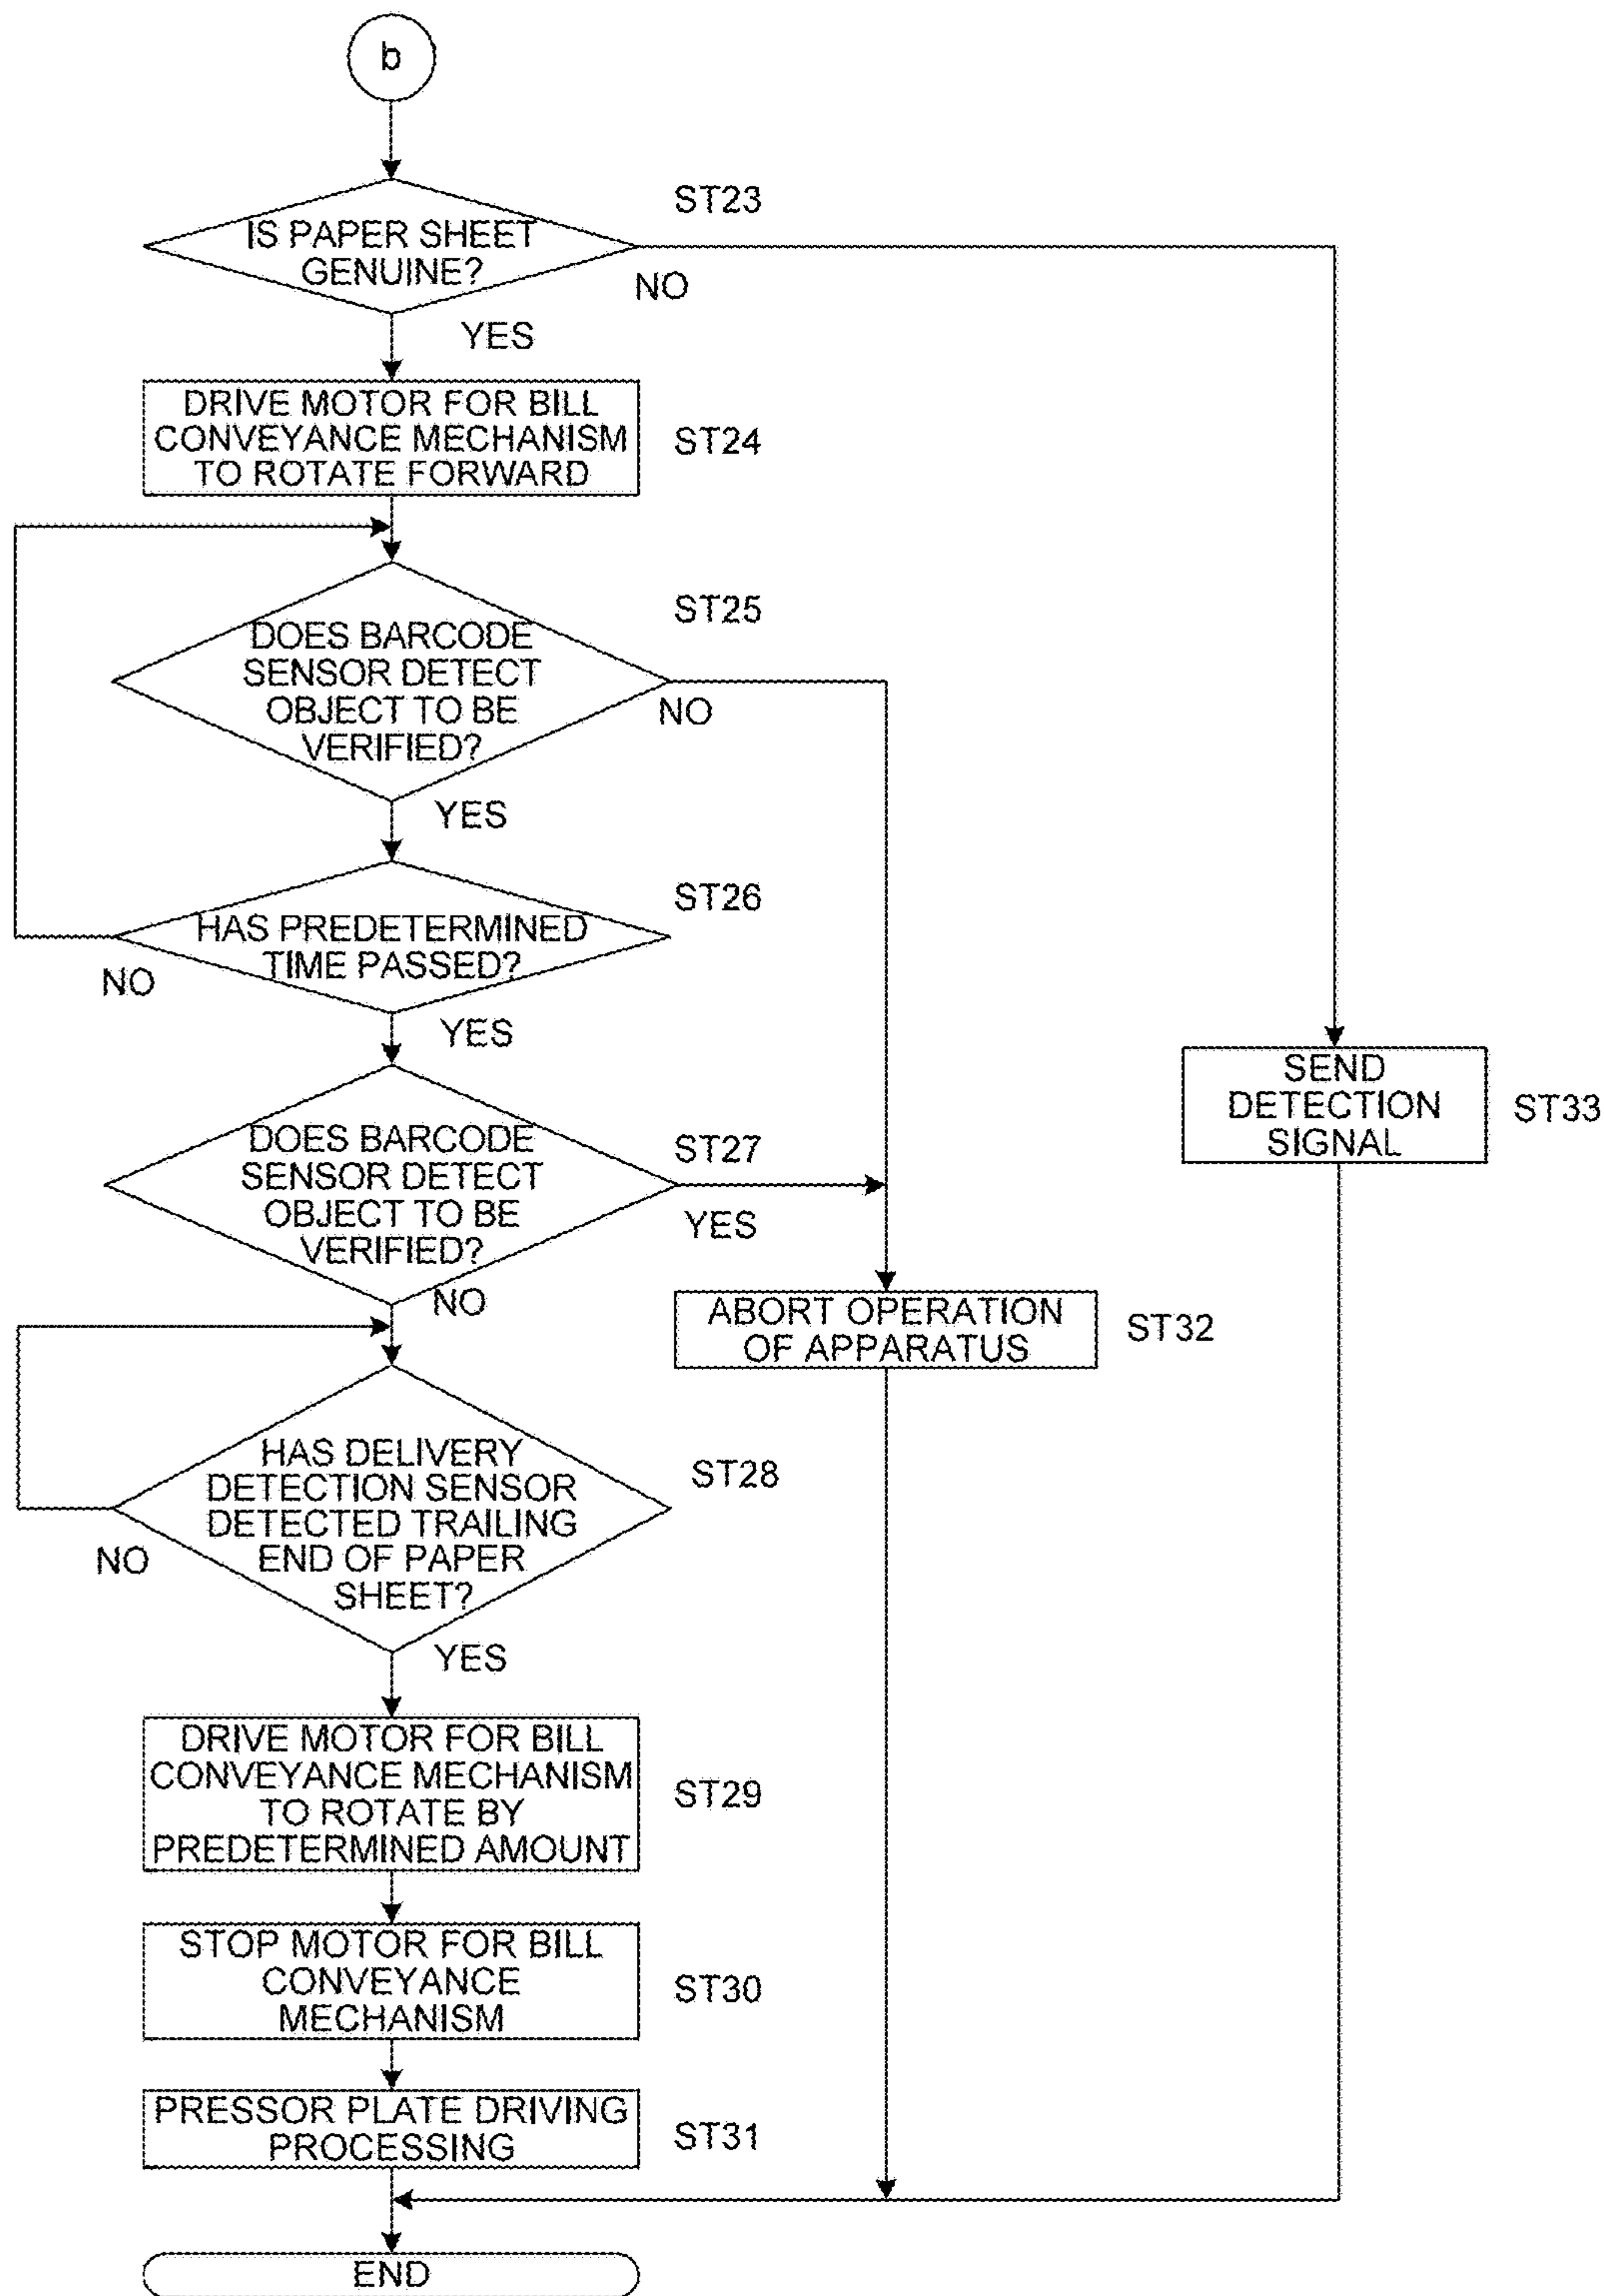 b
IS PAPER SHEET
GENUINE?
ST23
NO
YES
DRIVE MOTOR FOR BILL
CONVEYANCE MECHANISM
TO ROTATE FORWARD
ST24
DOES BARCODE
SENSOR DETECT
OBJECT TO BE
VERIFIED?
ST25
NO
YES
HAS PREDETERMINED
TIME PASSED?
ST26
NO
YES
SEND
DETECTION
SIGNAL
ST33
DOES BARCODE
SENSOR DETECT
OBJECT TO BE
VERIFIED?
ST27
YES
NO
ABORT OPERATION
OF APPARATUS
ST32
HAS DELIVERY
DETECTION SENSOR
DETECTED TRAILING
END OF PAPER
SHEET?
ST28
NO
YES
DRIVE MOTOR FOR BILL
CONVEYANCE MECHANISM
TO ROTATE BY
PREDETERMINED AMOUNT
ST29
STOP MOTOR FOR BILL
CONVEYANCE
MECHANISM
ST30
PRESSOR PLATE DRIVING
PROCESSING
ST31
END